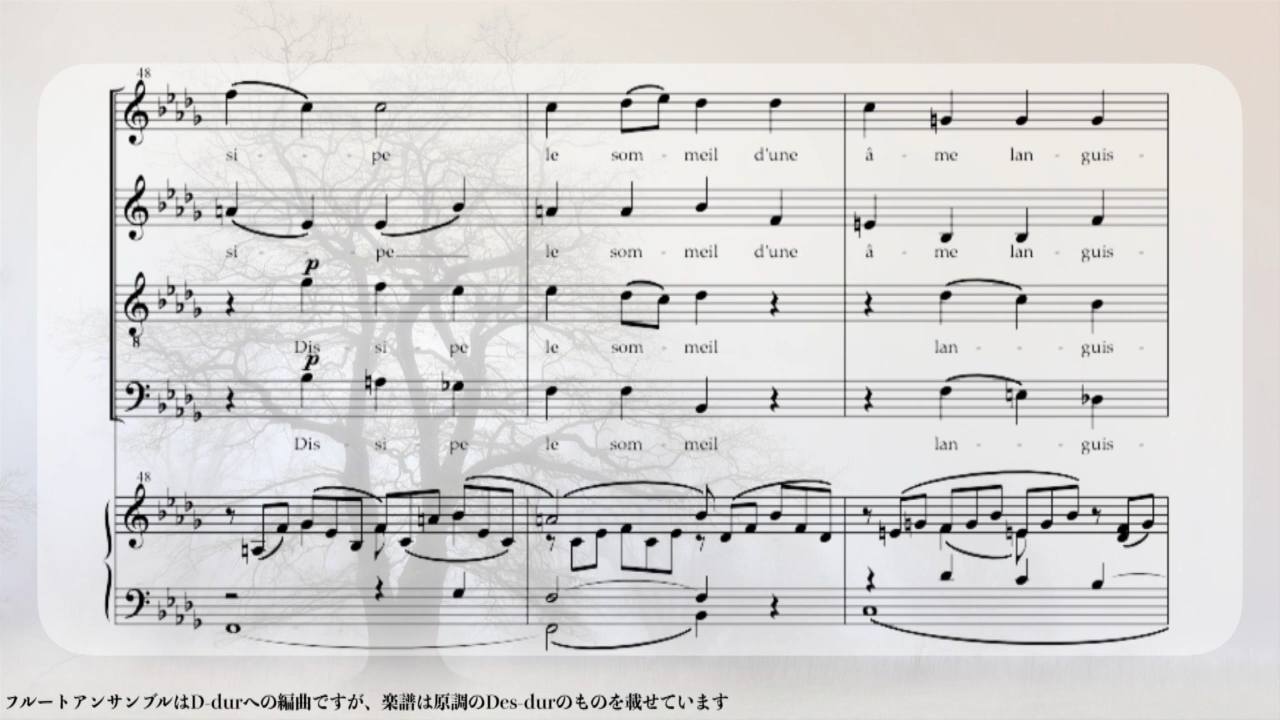 48
si - - pe le som - meil d'une â - me lan - guis -
si - pe le som - meil d'une â - me lan - guis -
p
8
Dis - si - pe le som - meil lan - - guis -
p
Dis - si - pe le som - meil lan - - guis -
48
フルートアンサンブルはD-durへの編曲ですが、楽譜は原調のDes-durのものを載せています